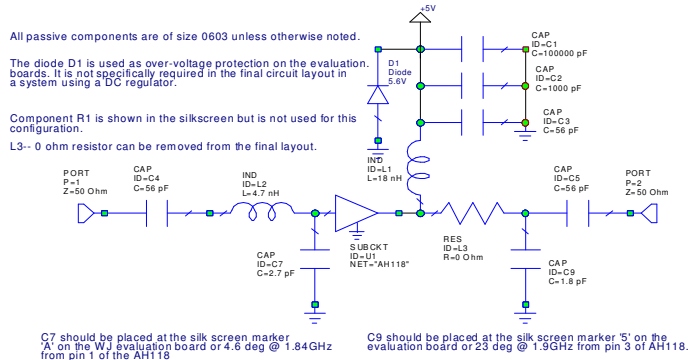 +5V
All passive components are of size 0603 unless otherwise noted.
The diode D1 is used as over-voltage protection on the evaluation
boards. It is not specifically required in the final circuit layout in
a system using a DC regulator.
Component R1 is shown in the silkscreen but is not used for this
configuration.
L3-- 0 ohm resistor can be removed from the final layout.
D1
Diode
5.6V
CAP
ID=C1
C=100000 pF
CAP
ID=C2
C=1000 pF
CAP
ID=C3
C=56 pF
IND
ID=L1
L=18 nH
PORT
P=1
Z=50 Ohm
CAP
ID=C4
C=56 pF
IND
ID=L2
L=4.7 nH
CAP
ID=C7
C=2.7 pF
SUBCKT
ID=U1
NET="AH118"
RES
ID=L3
R=0 Ohm
CAP
ID=C5
C=56 pF
PORT
P=2
Z=50 Ohm
CAP
ID=C9
C=1.8 pF
C7 should be placed at the silk screen marker
'A' on the WJ evaluation board or 4.6 deg @ 1.84GHz
from pin 1 of the AH118
C9 should be placed at the silk screen marker '5' on the
evaluation board or 23 deg @ 1.9GHz from pin 3 of AH118.